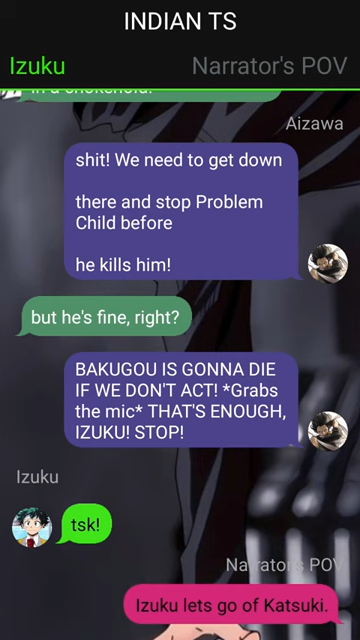 INDIAN TS
Izuku
Narrator's POV
in a chokehold!
Aizawa
shit! We need to get down
there and stop Problem
Child before
he kills him!
but he's fine, right?
BAKUGOU IS GONNA DIE
IF WE DON'T ACT! *Grabs
the mic* THAT'S ENOUGH,
IZUKU! STOP!
Izuku
tsk!
Narrator's POV
Izuku lets go of Katsuki.